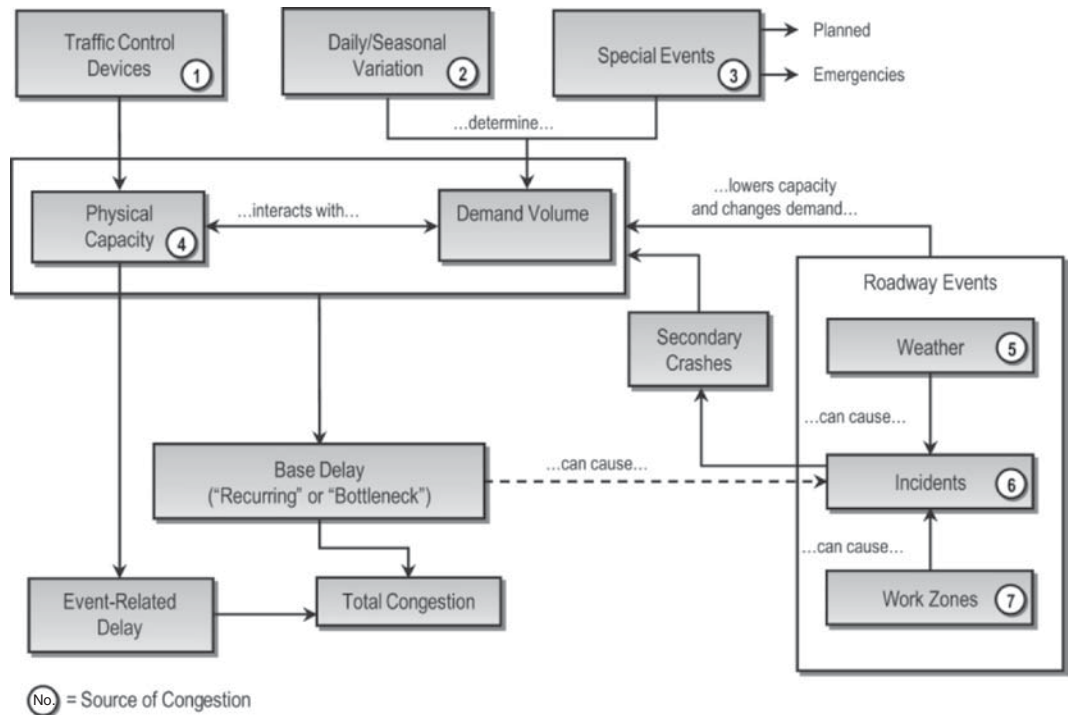 Traffic Control
Devices
1
Daily/Seasonal
Variation
2
Special Events
3
Planned
Emergencies
…determine…
Physical
Capacity
4
…interacts with…
Demand Volume
…lowers capacity
and changes demand…
Roadway Events
Secondary
Crashes
Weather
5
…can cause…
Base Delay
(“Recurring” or “Bottleneck”)
…can cause…
Incidents
6
…can cause…
Event-Related
Delay
Total Congestion
Work Zones
7
No. = Source of Congestion